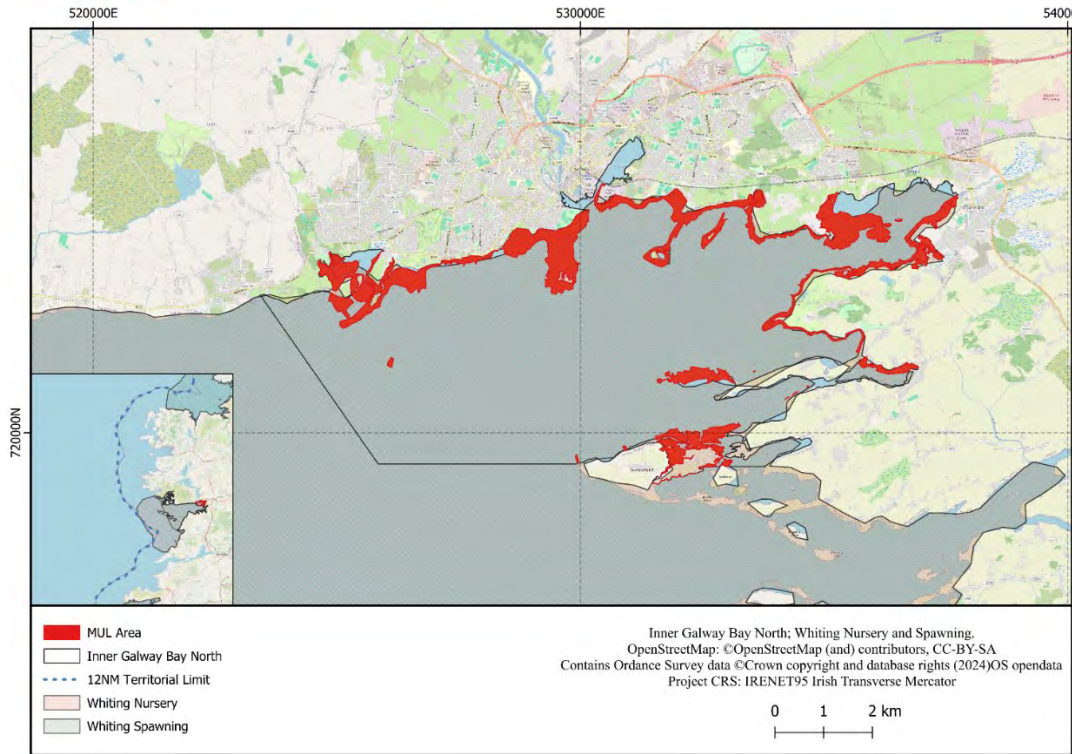 520000E
530000E
54000
720000N
MUL Area
Inner Galway Bay North
12NM Territorial Limit
Whiting Nursery
Whiting Spawning
Inner Galway Bay North; Whiting Nursery and Spawning.
OpenStreetMap: ©OpenStreetMap (and) contributors, CC-BY-SA
Contains Ordance Survey data ©Crown copyright and database rights (2024)OS opendata
Project CRS: IRENET95 Irish Transverse Mercator
0 1 2 km